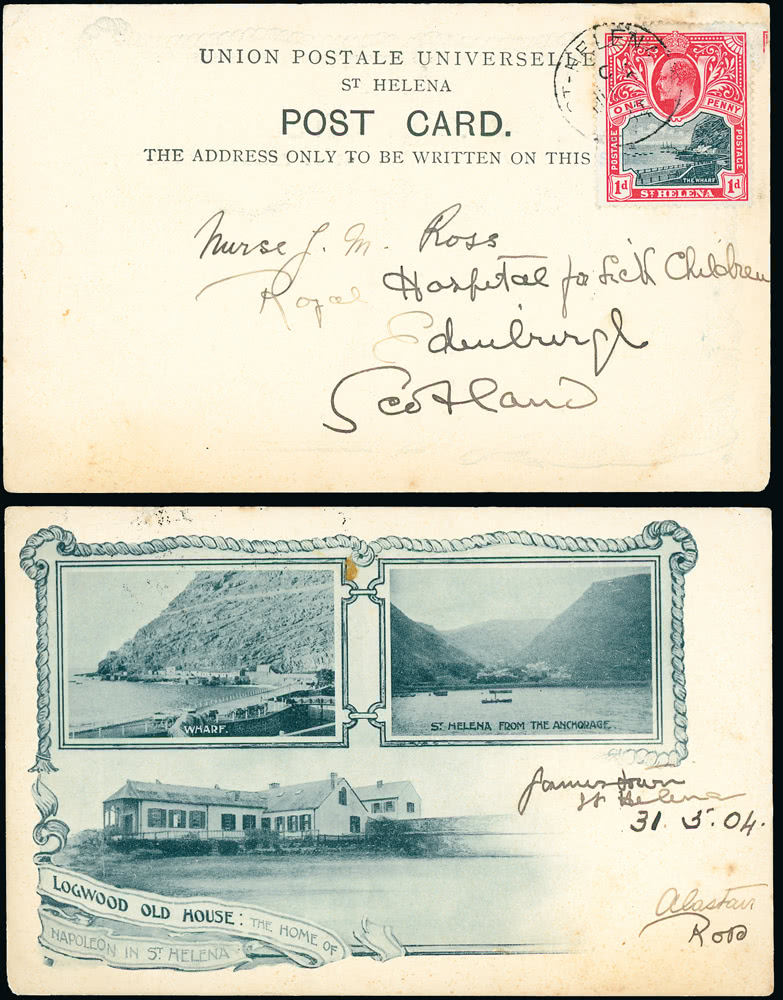 UNION POSTALE UNIVERSELLE
ST HELENA
POST CARD.
THE ADDRESS ONLY TO BE WRITTEN ON THIS
ST-HELENA
ONE PENNY
POSTAGE
POSTAGE
THE WHARF
1d
ST HELENA
1d
Nurse J. M. Ross
Royal Hospital for Sick Children
Edinburgh
Scotland
WHARF.
ST HELENA FROM THE ANCHORAGE.
Jamestown
St Helena
31.5.04.
LOGWOOD OLD HOUSE: THE HOME OF
NAPOLEON IN ST HELENA
Alastair
Ross